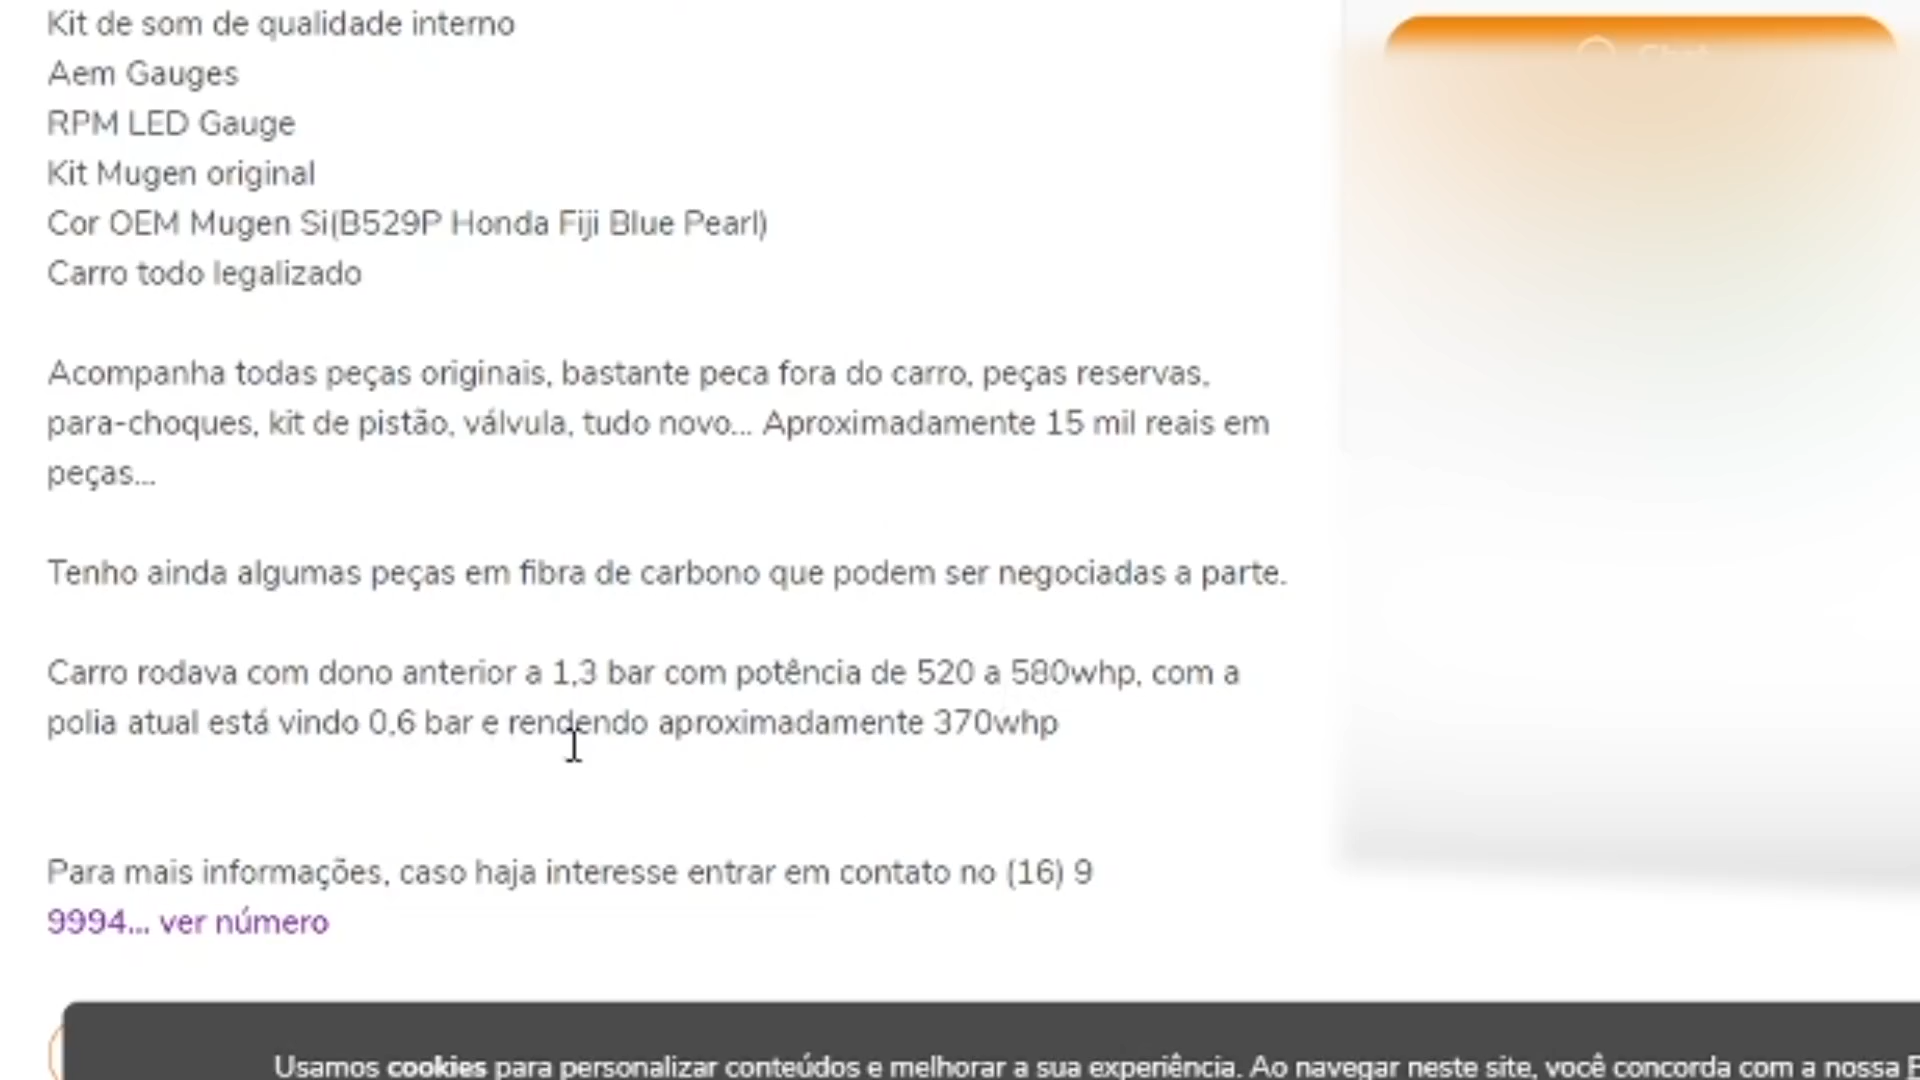 Kit de som de qualidade interno
Aem Gauges
RPM LED Gauge
Kit Mugen original
Cor OEM Mugen Si(B529P Honda Fiji Blue Pearl)
Carro todo legalizado
Acompanha todas peças originais, bastante peca fora do carro, peças reservas,
para-choques, kit de pistão, válvula, tudo novo... Aproximadamente 15 mil reais em
peças...
Tenho ainda algumas peças em fibra de carbono que podem ser negociadas a parte.
Carro rodava com dono anterior a 1,3 bar com potência de 520 a 580whp, com a
polia atual está vindo 0,6 bar e rendendo aproximadamente 370whp
Para mais informações, caso haja interesse entrar em contato no (16) 9
9994... ver número
Usamos cookies para personalizar conteúdos e melhorar a sua experiência. Ao navegar neste site, você concorda com a nossa